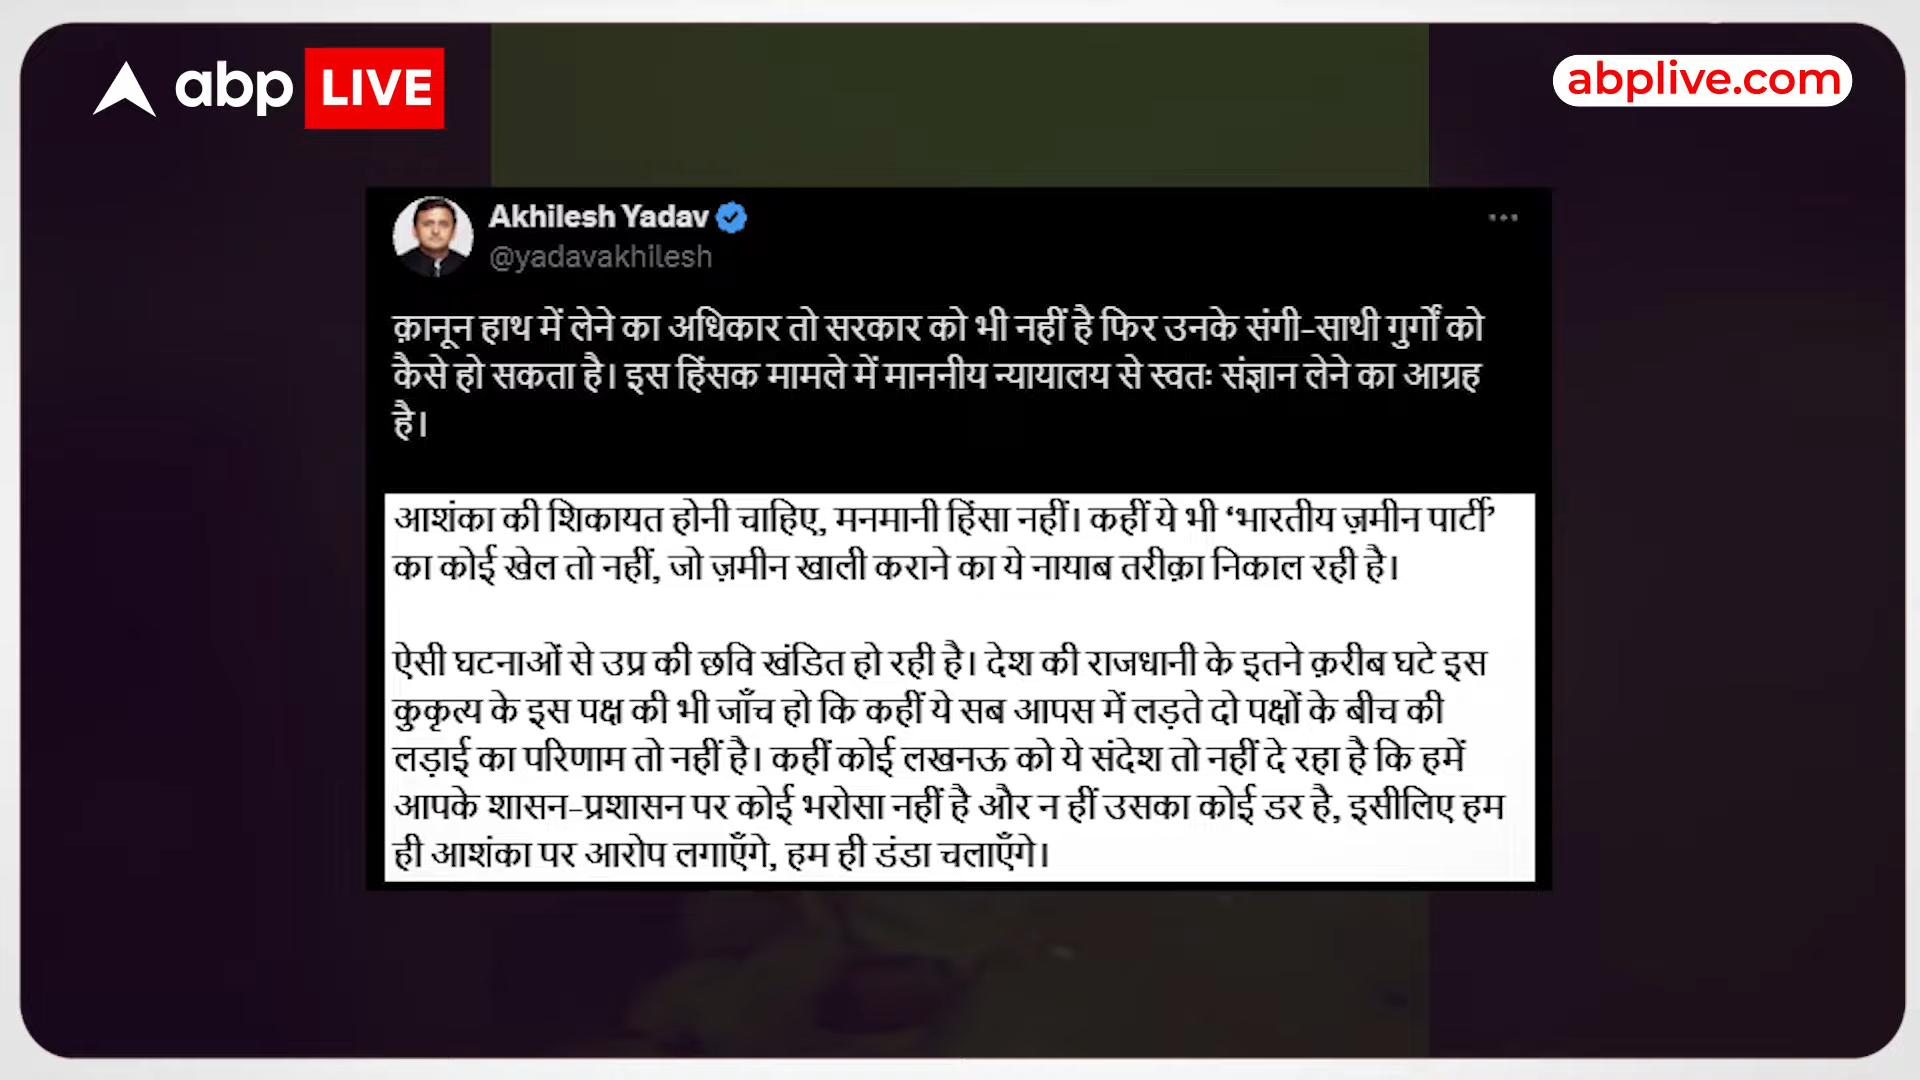 abp LIVE
abplive.com
Akhilesh Yadav
@yadavakhilesh
क़ानून हाथ में लेने का अधिकार तो सरकार को भी नहीं है फिर उनके संगी-साथी गुर्गों को
कैसे हो सकता है। इस हिंसक मामले में माननीय न्यायालय से स्वतः संज्ञान लेने का आग्रह
है।
आशंका की शिकायत होनी चाहिए, मनमानी हिंसा नहीं। कहीं ये भी ‘भारतीय ज़मीन पार्टी’
का कोई खेल तो नहीं, जो ज़मीन खाली कराने का ये नायाब तरीक़ा निकाल रही है।
ऐसी घटनाओं से उप्र की छवि खंडित हो रही है। देश की राजधानी के इतने क़रीब घटे इस
कुकृत्य के इस पक्ष की भी जाँच हो कि कहीं ये सब आपस में लड़ते दो पक्षों के बीच की
लड़ाई का परिणाम तो नहीं है। कहीं कोई लखनऊ को ये संदेश तो नहीं दे रहा है कि हमें
आपके शासन-प्रशासन पर कोई भरोसा नहीं है और न हीं उसका कोई डर है, इसीलिए हम
ही आशंका पर आरोप लगाएँगे, हम ही डंडा चलाएँगे।